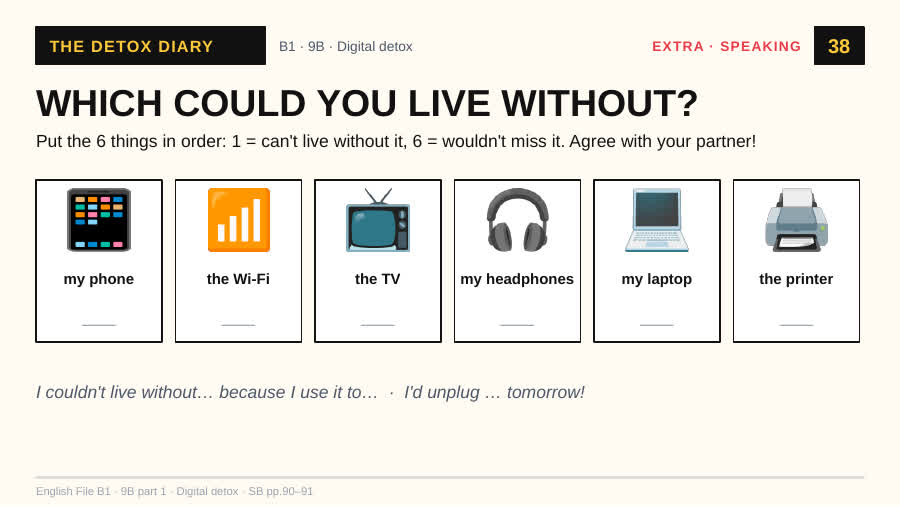 THE DETOX DIARY
B1 · 9B · Digital detox
EXTRA · SPEAKING
38
WHICH COULD YOU LIVE WITHOUT?
Put the 6 things in order: 1 = can't live without it, 6 = wouldn't miss it. Agree with your partner!
my phone
the Wi-Fi
the TV
my headphones
my laptop
the printer
I couldn't live without… because I use it to… · I'd unplug … tomorrow!
English File B1 · 9B part 1 · Digital detox · SB pp.90–91